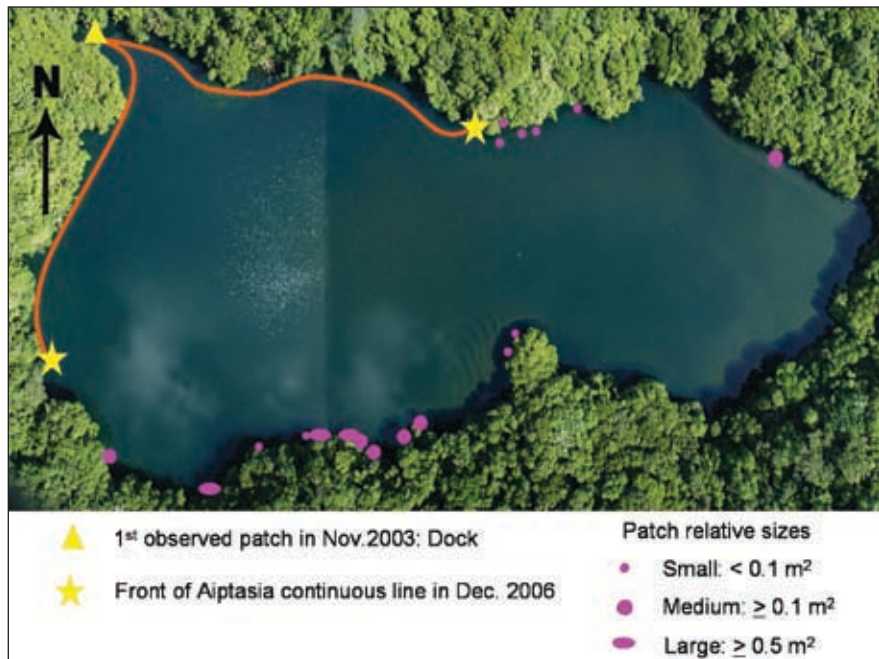 N
1st observed patch in Nov.2003: Dock
Front of Aiptasia continuous line in Dec. 2006
Patch relative sizes
Small: < 0.1 m²
Medium: ≥ 0.1 m²
Large: ≥ 0.5 m²